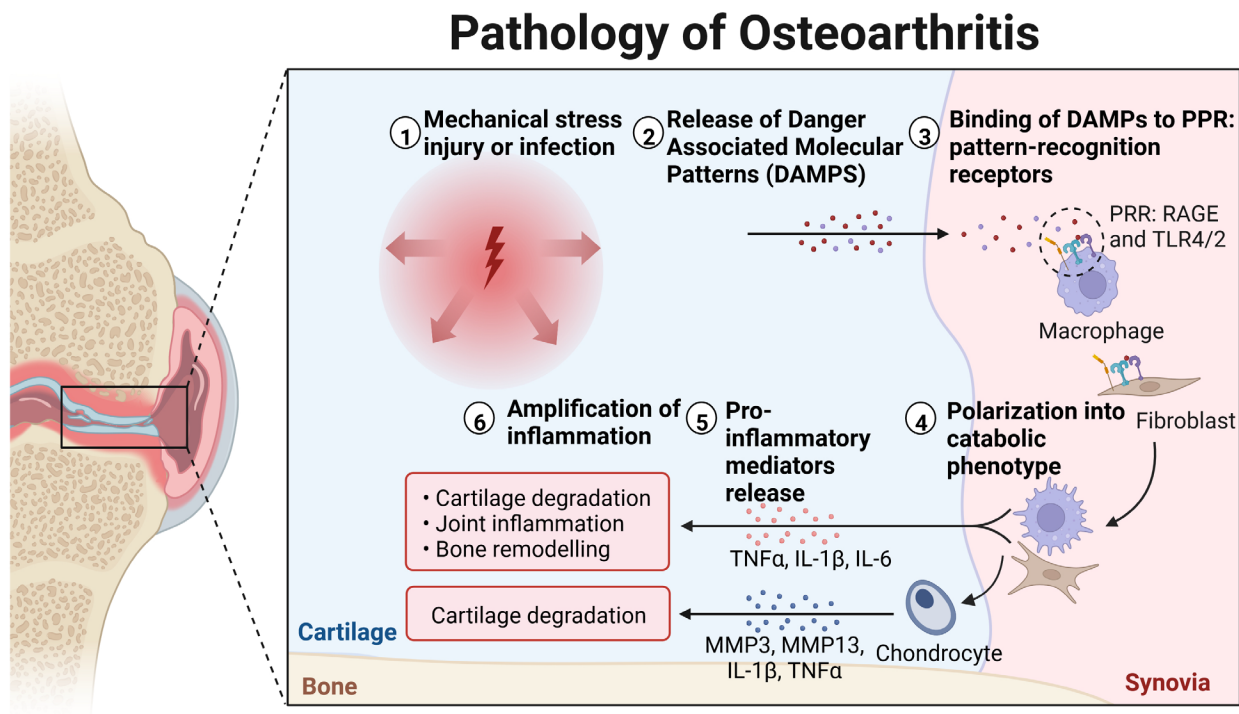 Pathology of Osteoarthritis
1
Mechanical stress
injury or infection
2
Release of Danger
Associated Molecular
Patterns (DAMPS)
3
Binding of DAMPs to PPR:
pattern-recognition
receptors
PRR: RAGE
and TLR4/2
Macrophage
Fibroblast
4
Polarization into
catabolic
phenotype
5
Pro-
inflammatory
mediators
release
TNFα, IL-1β, IL-6
6
Amplification of
inflammation
• Cartilage degradation
• Joint inflammation
• Bone remodelling
Cartilage degradation
MMP3, MMP13,
IL-1β, TNFα
Chondrocyte
Cartilage
Bone
Synovia